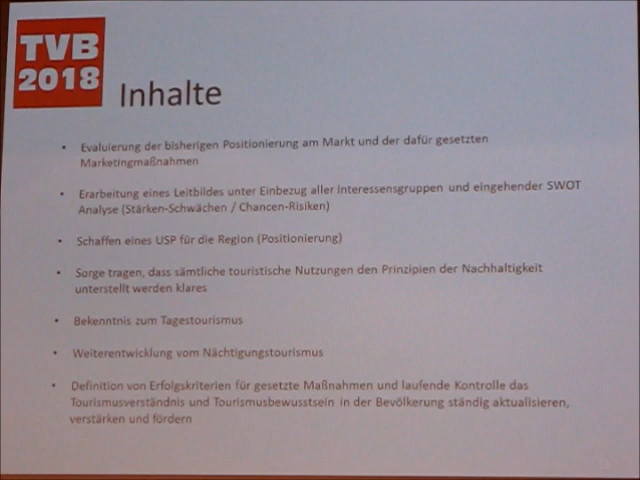 TVB
2018
Inhalte
• Evaluierung der bisherigen Positionierung am Markt und der dafür gesetzten
Marketingmaßnahmen
• Erarbeitung eines Leitbildes unter Einbezug aller Interessensgruppen und eingehender SWOT
Analyse (Stärken-Schwächen / Chancen-Risiken)
• Schaffen eines USP für die Region (Positionierung)
• Sorge tragen, dass sämtliche touristische Nutzungen den Prinzipien der Nachhaltigkeit
unterstellt werden klares
• Bekenntnis zum Tagestourismus
• Weiterentwicklung vom Nächtigungstourismus
• Definition von Erfolgskriterien für gesetzte Maßnahmen und laufende Kontrolle das
Tourismusverständnis und Tourismusbewusstsein in der Bevölkerung ständig aktualisieren,
verstärken und fördern